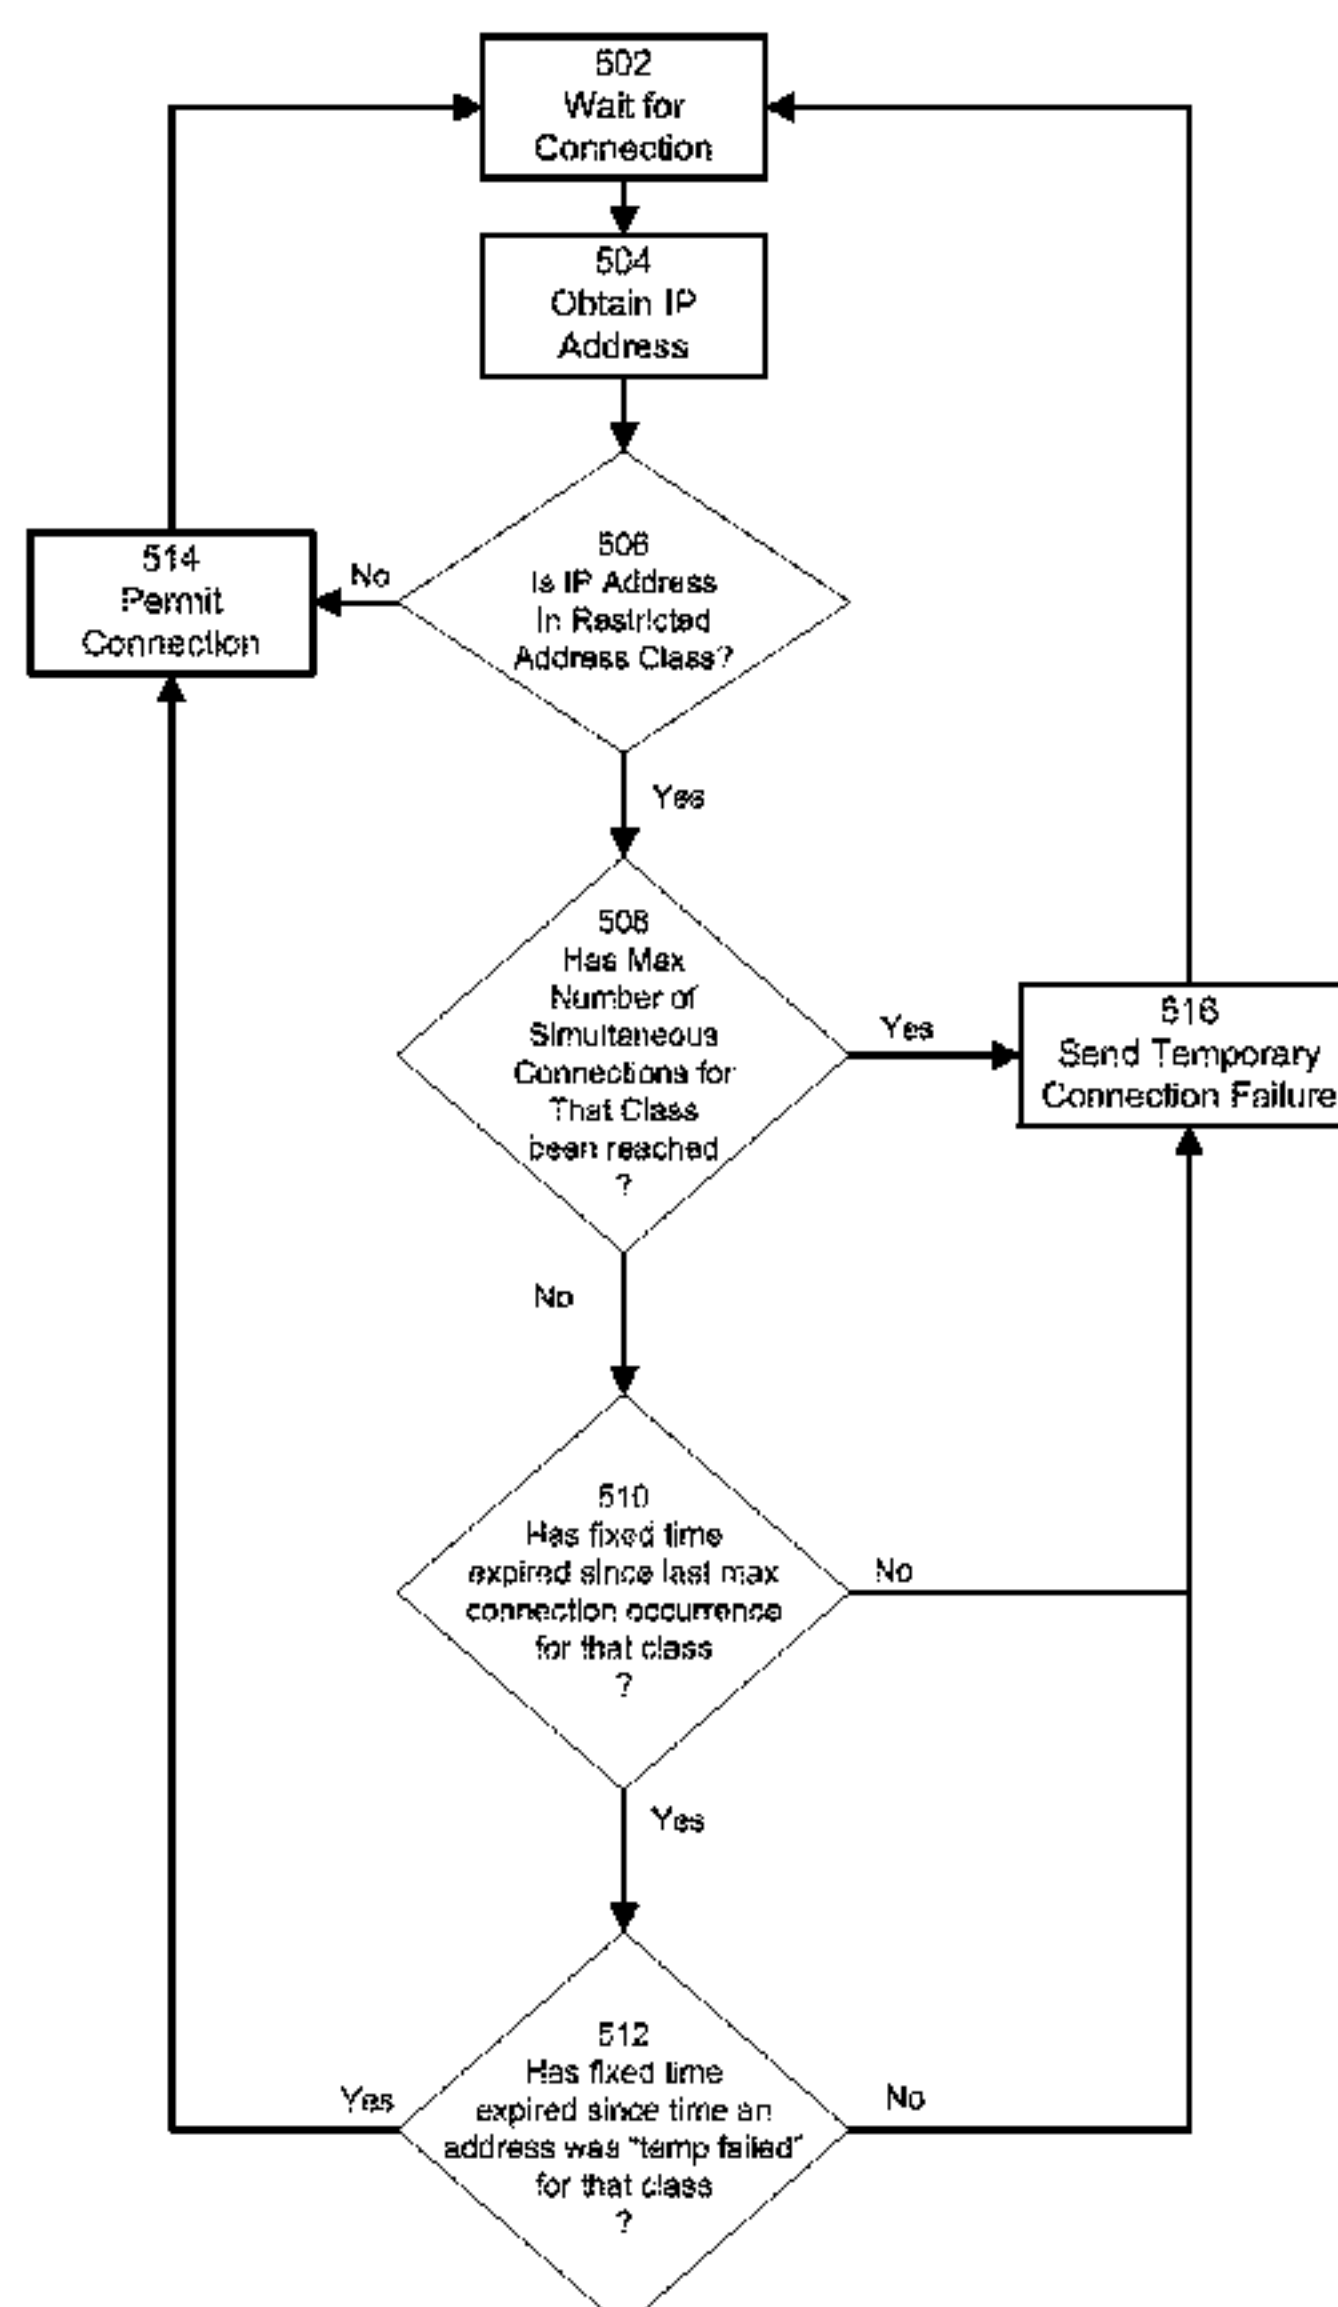 502
Wait for
Connection
504
Obtain IP
Address
506
Is IP Address
In Restricted
Address Class?
No
514
Permit
Connection
Yes
508
Has Max
Number of
Simultaneous
Connections for
That Class
been reached
?
Yes
516
Send Temporary
Connection Failure
No
510
Has fixed time
expired since last max
connection occurrence
for that class
?
No
Yes
512
Has fixed time
expired since time an
address was "temp failed"
for that class
?
Yes
No